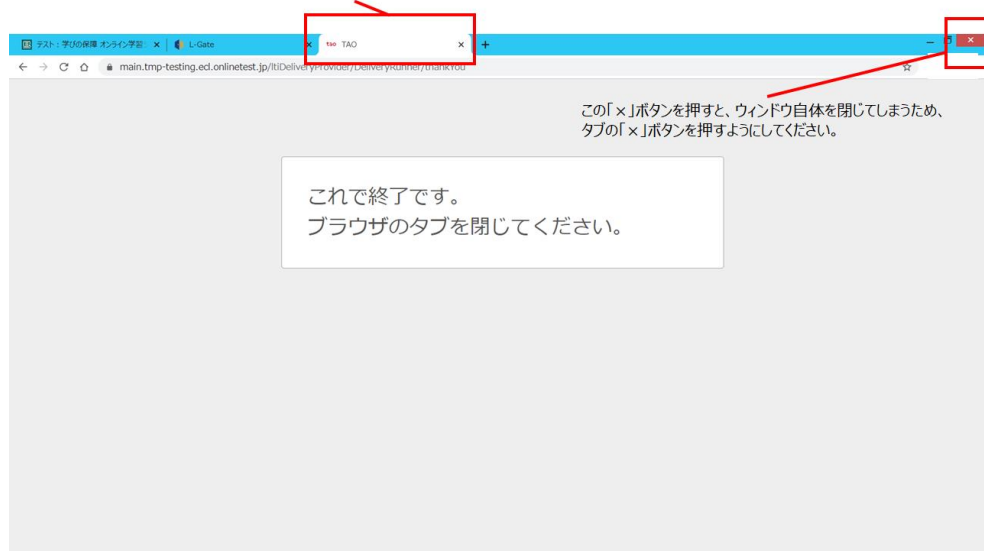 テスト：学びの保障 オンライン学習
L-Gate
tao TAO
main.tmp-testing.ecl.onlinetest.jp/ltiDeliveryProvider/DeliveryRunner/thankYou
この「×」ボタンを押すと、ウィンドウ自体を閉じてしまうため、
タブの「×」ボタンを押すようにしてください。
これで終了です。
ブラウザのタブを閉じてください。